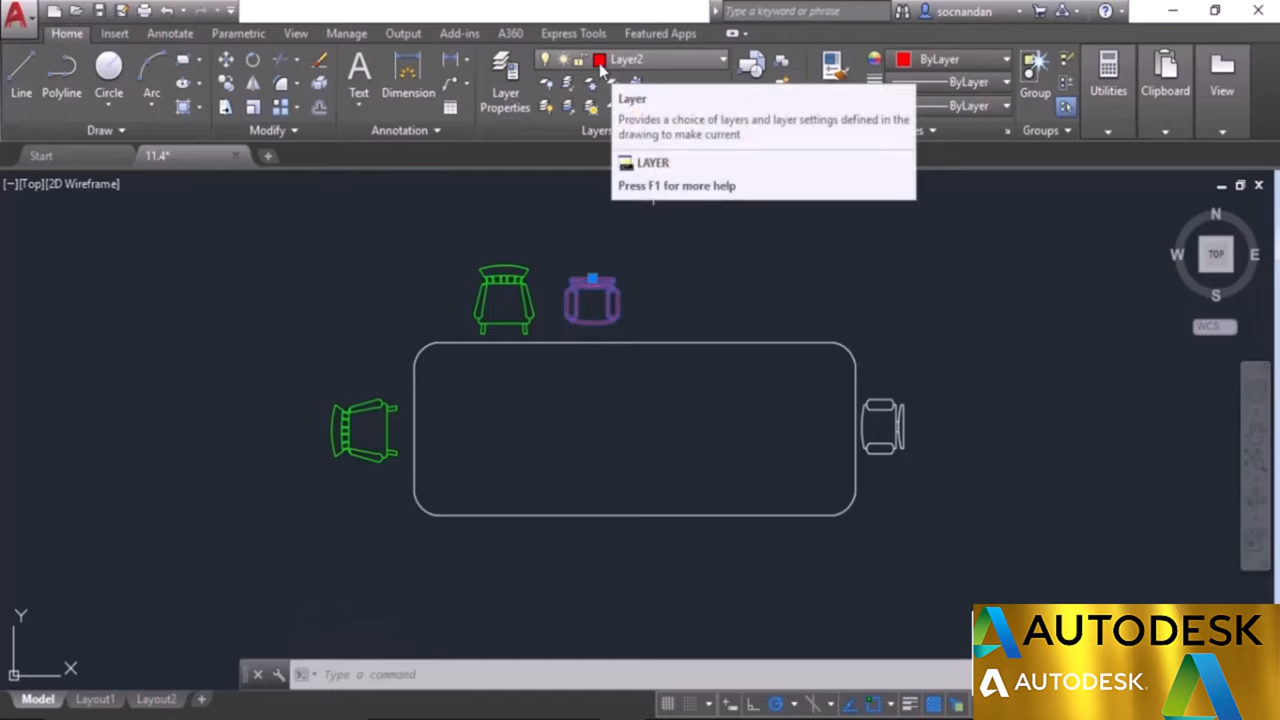 Type a keyword or phrase
socnandan
Home Insert Annotate Parametric View Manage Output Add-ins A360 Express Tools Featured Apps
Layer2
ByLayer
Line Polyline Circle Arc Text Dimension Layer Properties Group Utilities Clipboard View
ByLayer
ByLayer
Draw Modify Annotation Layers Groups
Layer
Provides a choice of layers and layer settings defined in the
drawing to make current
LAYER
Press F1 for more help
Start 11.4*
[−][Top][2D Wireframe]
N
W TOP E
S
WCS
Y
X
Type a command
Model Layout1 Layout2
AUTODESK
AUTODESK.